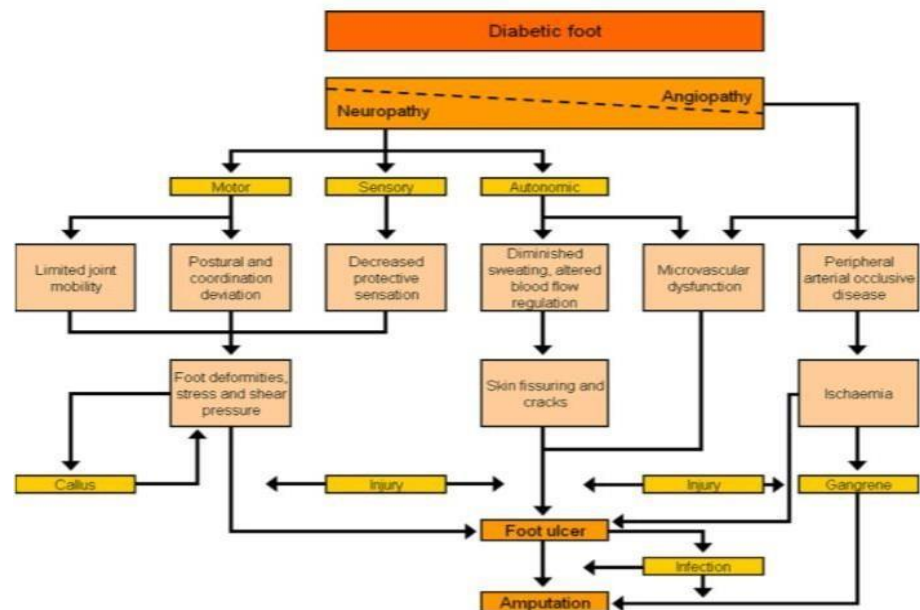 Diabetic foot
Angiopathy
Neuropathy
Motor
Sensory
Autonomic
Limited joint
mobility
Postural and
coordination
deviation
Decreased
protective
sensation
Diminished
sweating, altered
blood flow
regulation
Microvascular
dysfunction
Peripheral
arterial occlusive
disease
Foot deformities,
stress and shear
pressure
Skin fissuring and
cracks
Ischaemia
Callus
Injury
Injury
Gangrene
Foot ulcer
Infection
Amputation